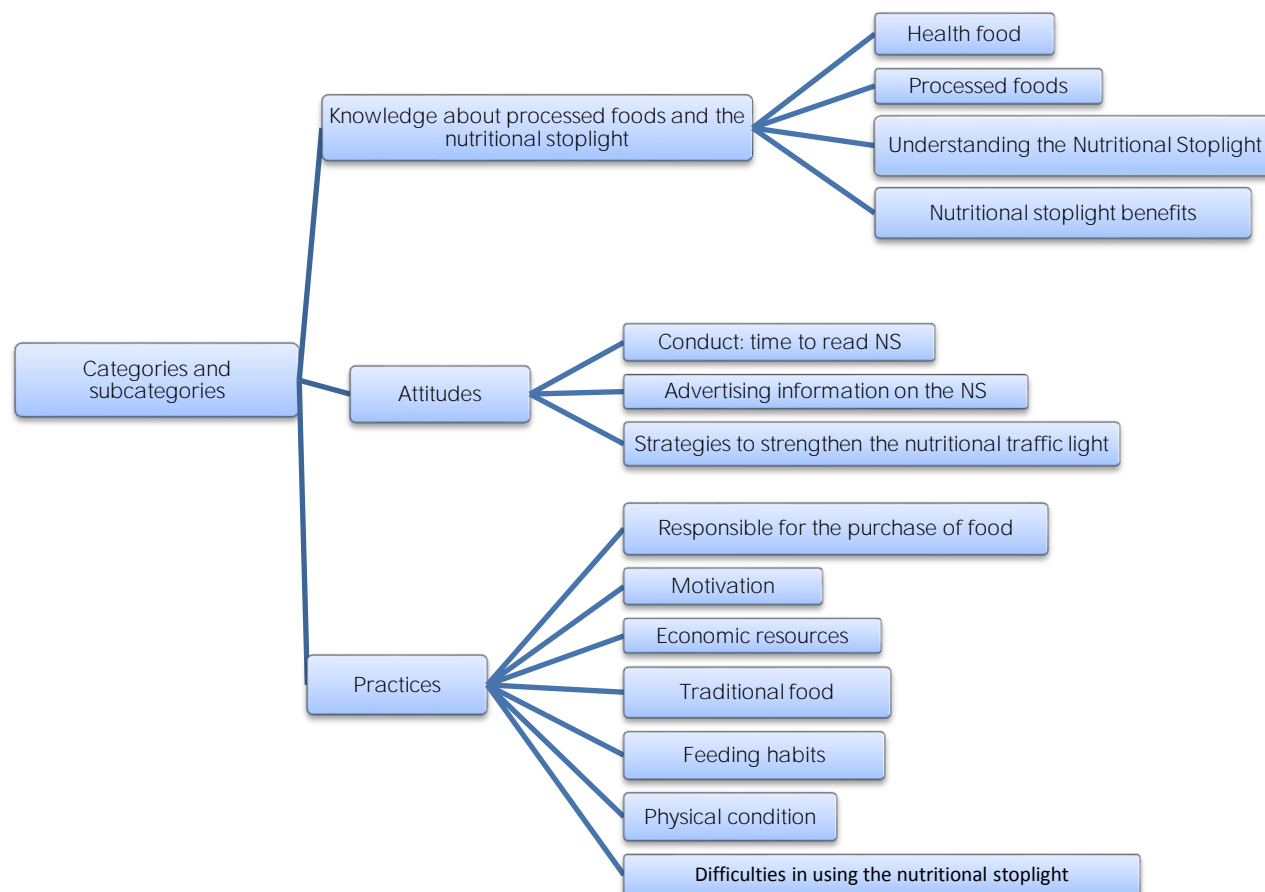 Categories and
subcategories
Knowledge about processed foods and the
nutritional stoplight
Health food
Processed foods
Understanding the Nutritional Stoplight
Nutritional stoplight benefits
Attitudes
Conduct: time to read NS
Advertising information on the NS
Strategies to strengthen the nutritional traffic light
Practices
Responsible for the purchase of food
Motivation
Economic resources
Traditional food
Feeding habits
Physical condition
Difficulties in using the nutritional stoplight